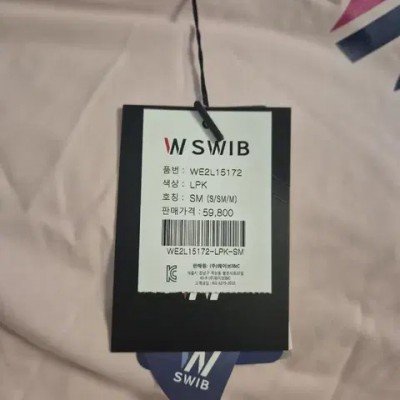 W SWIB
품번 : WE2L15172
색상 : LPK
호칭 : SM (S/SM/M)
판매가격 : 59,800
WE2L15172-LPK-SM
W
SWIB